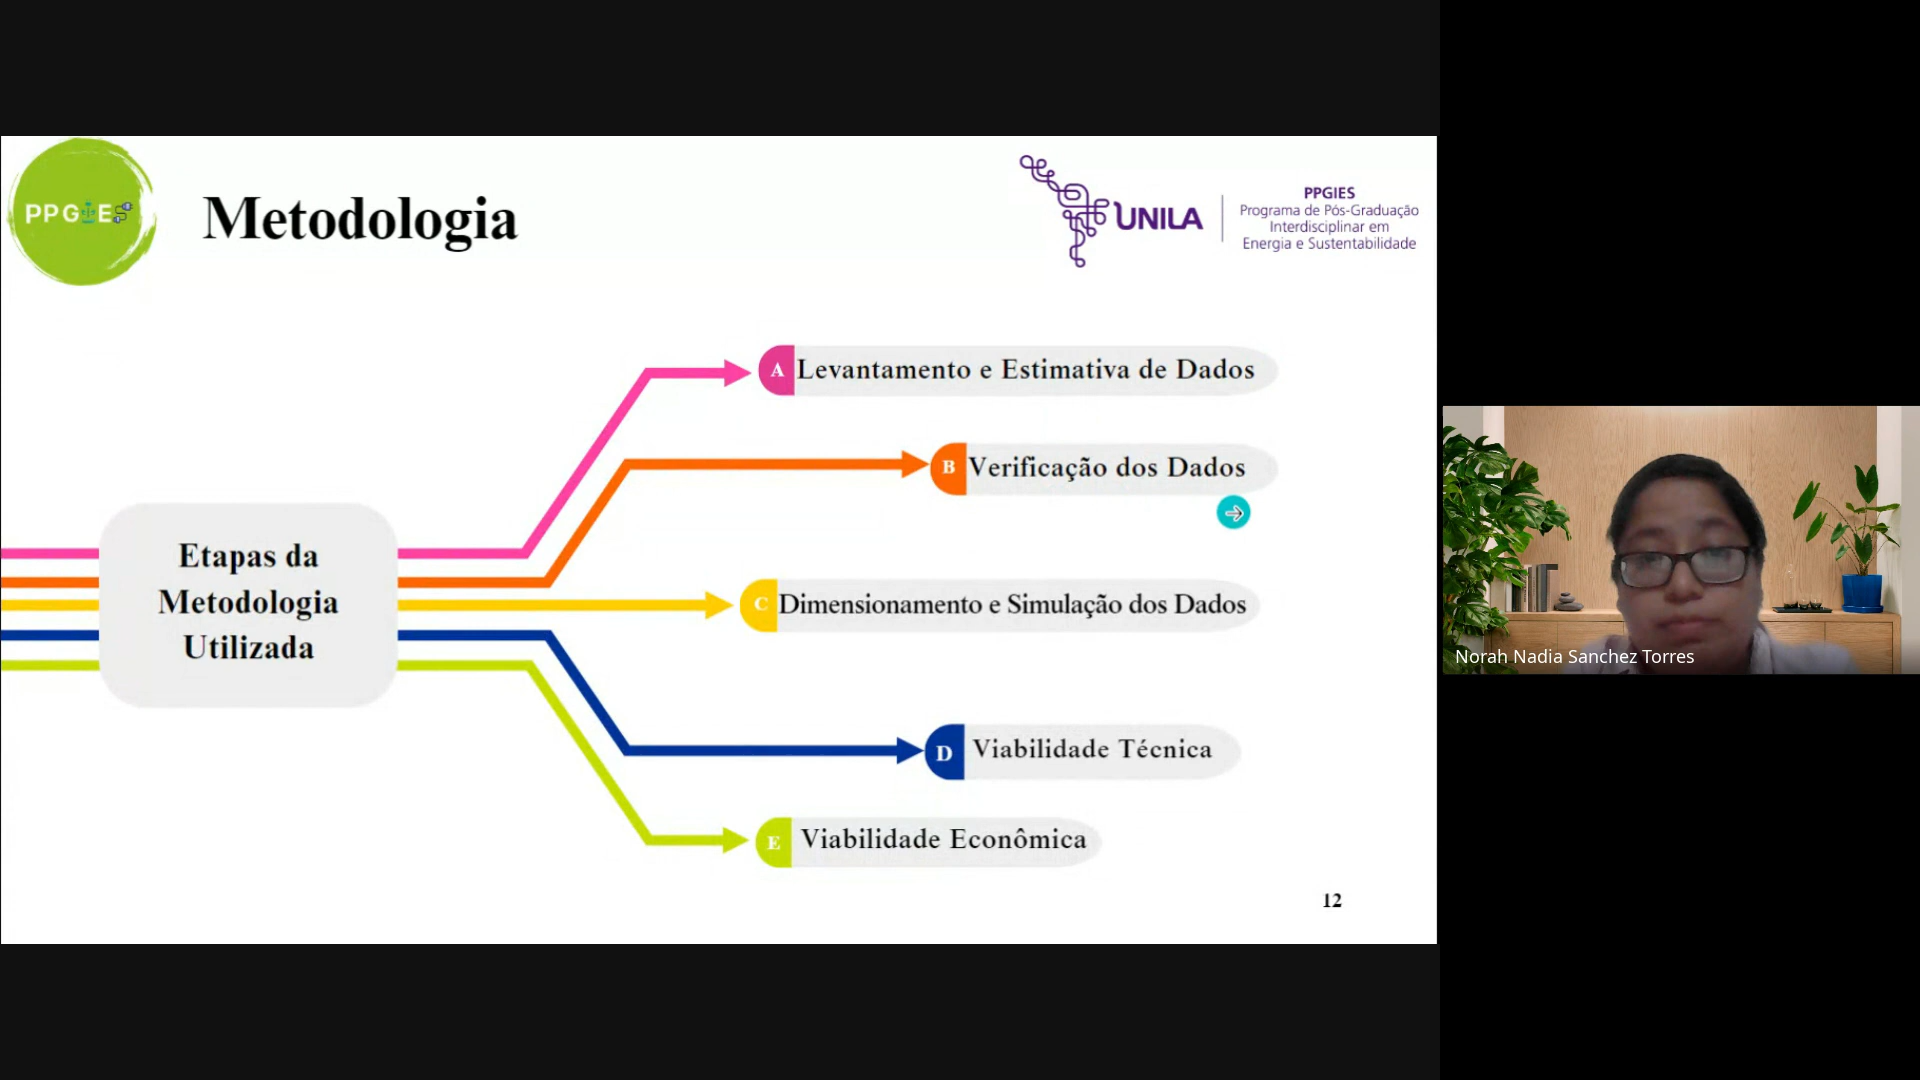 PPGIES
Metodologia
UNILA
PPGIES
Programa de Pós-Graduação
Interdisciplinar em
Energia e Sustentabilidade
A Levantamento e Estimativa de Dados
B Verificação dos Dados
Etapas da
Metodologia
Utilizada
C Dimensionamento e Simulação dos Dados
D Viabilidade Técnica
E Viabilidade Econômica
12
Norah Nadia Sanchez Torres